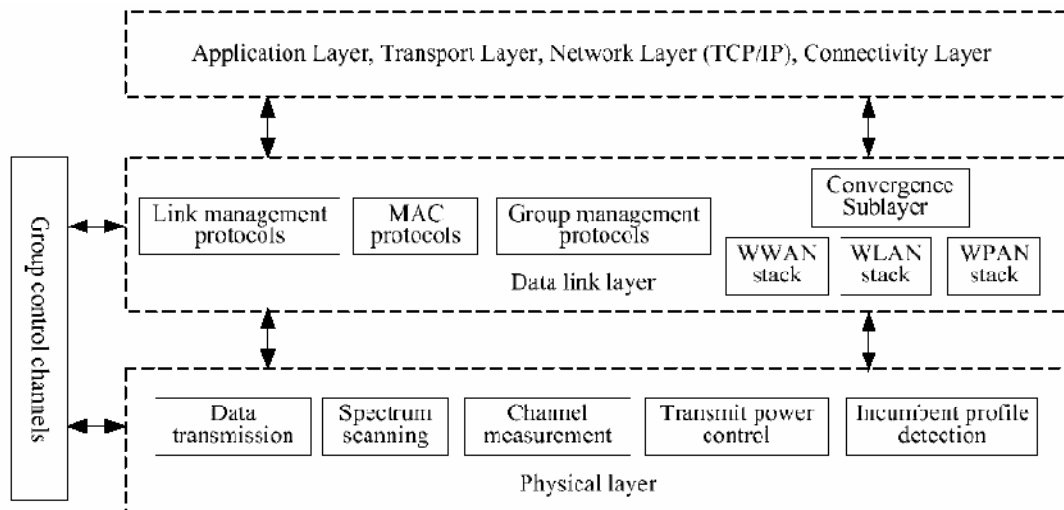 Application Layer, Transport Layer, Network Layer (TCP/IP), Connectivity Layer
Group control channels
Link management
protocols
MAC
protocols
Group management
protocols
Convergence
Sublayer
WWAN
stack
WLAN
stack
WPAN
stack
Data link layer
Data
transmission
Spectrum
scanning
Channel
measurement
Transmit power
control
Incumbent profile
detection
Physical layer